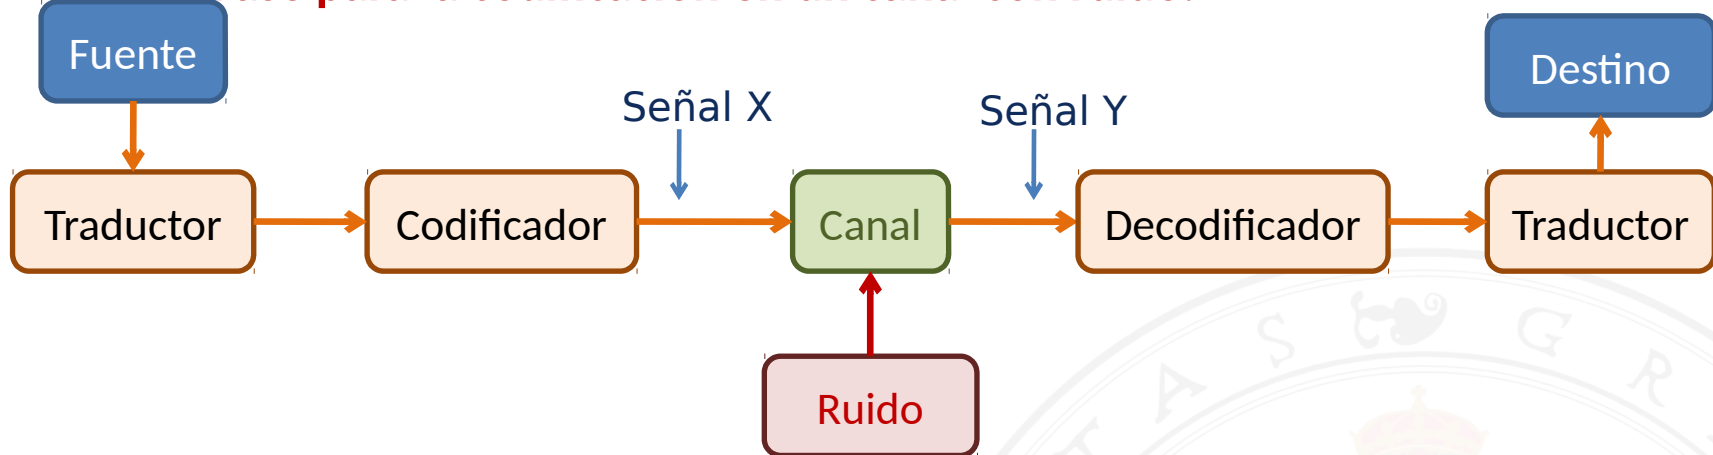 Fuente
Destino
Señal X
Señal Y
Traductor
Codificador
Canal
Decodificador
Traductor
Ruido